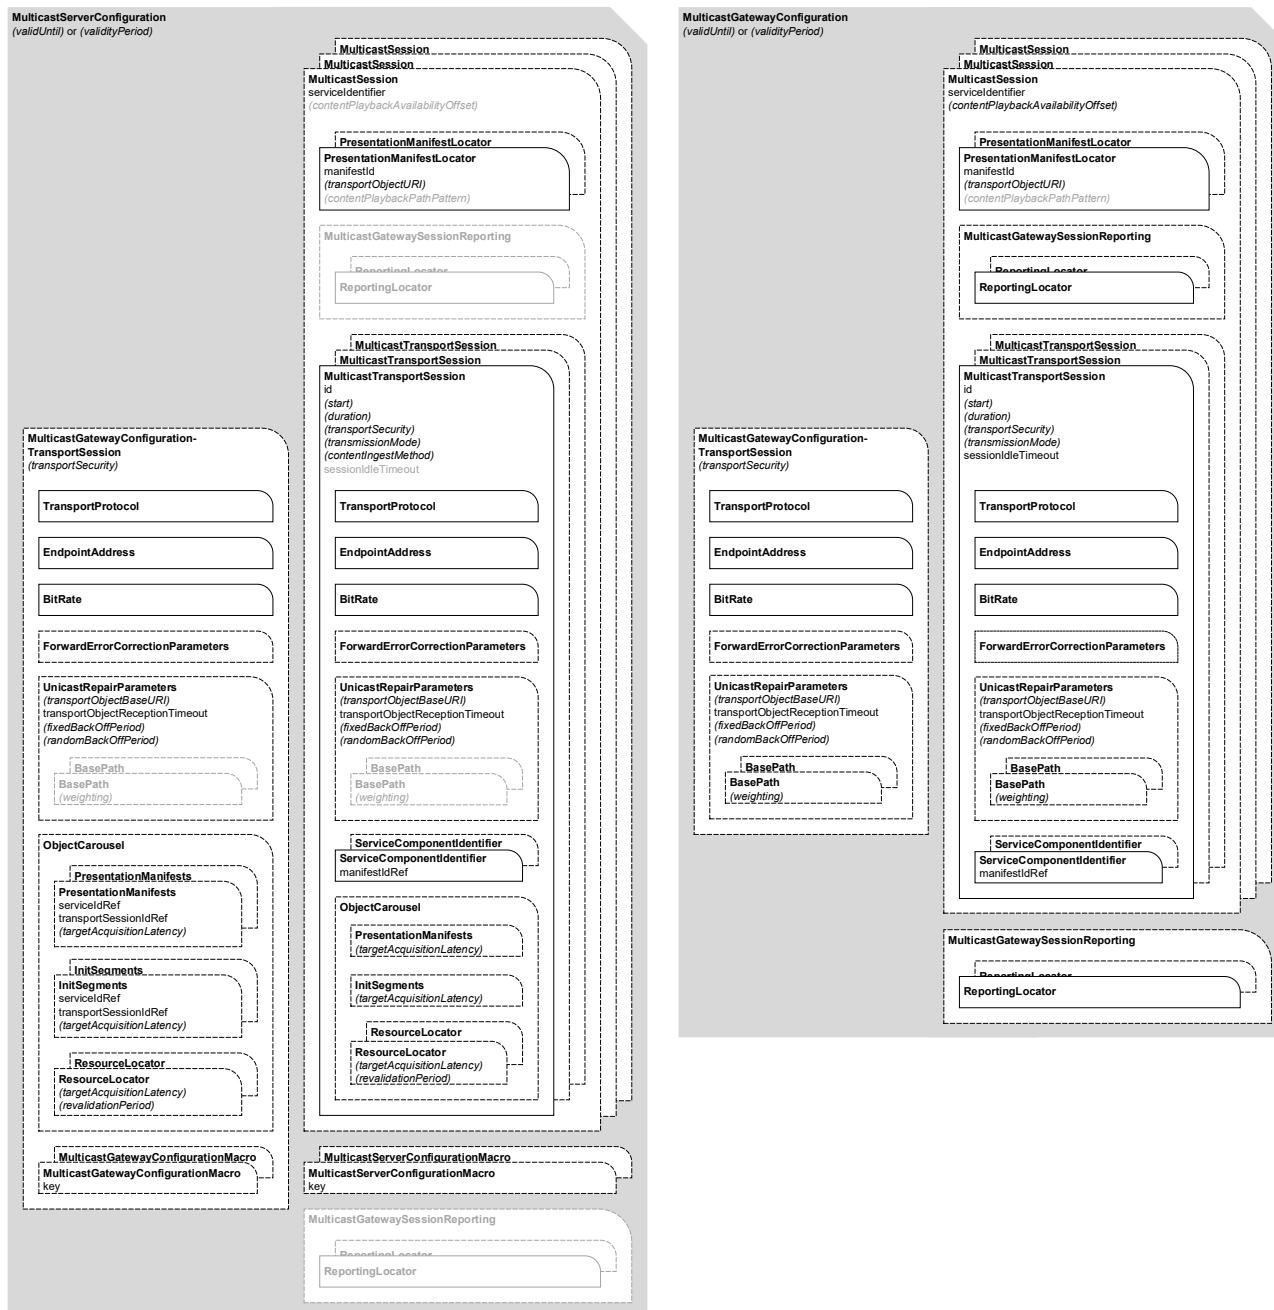 MulticastServerConfiguration
(validUntil) or (validityPeriod)
MulticastSession
MulticastSession
MulticastSession
serviceIdentifier
(contentPlaybackAvailabilityOffset)
PresentationManifestLocator
PresentationManifestLocator
manifestId
(transportObjectURI)
(contentPlaybackPathPattern)
MulticastGatewaySessionReporting
ReportingLocator
ReportingLocator
MulticastTransportSession
MulticastTransportSession
MulticastTransportSession
id
(start)
(duration)
(transportSecurity)
(transmissionMode)
(contentIngestMethod)
sessionIdleTimeout
TransportProtocol
EndpointAddress
BitRate
ForwardErrorCorrectionParameters
UnicastRepairParameters
(transportObjectBaseURI)
transportObjectReceptionTimeout
(fixedBackOffPeriod)
(randomBackOffPeriod)
BasePath
BasePath
(weighting)
ServiceComponentIdentifier
ServiceComponentIdentifier
manifestIdRef
ObjectCarousel
PresentationManifests
(targetAcquisitionLatency)
InitSegments
(targetAcquisitionLatency)
ResourceLocator
ResourceLocator
(targetAcquisitionLatency)
(revalidationPeriod)
MulticastGatewayConfiguration-
TransportSession
(transportSecurity)
TransportProtocol
EndpointAddress
BitRate
ForwardErrorCorrectionParameters
UnicastRepairParameters
(transportObjectBaseURI)
transportObjectReceptionTimeout
(fixedBackOffPeriod)
(randomBackOffPeriod)
BasePath
BasePath
(weighting)
ObjectCarousel
PresentationManifests
PresentationManifests
serviceIdRef
transportSessionIdRef
(targetAcquisitionLatency)
InitSegments
InitSegments
serviceIdRef
transportSessionIdRef
(targetAcquisitionLatency)
ResourceLocator
ResourceLocator
(targetAcquisitionLatency)
(revalidationPeriod)
MulticastGatewayConfigurationMacro
MulticastGatewayConfigurationMacro
key
MulticastServerConfigurationMacro
MulticastServerConfigurationMacro
key
MulticastGatewaySessionReporting
ReportingLocator
ReportingLocator
MulticastGatewayConfiguration
(validUntil) or (validityPeriod)
MulticastSession
MulticastSession
MulticastSession
serviceIdentifier
(contentPlaybackAvailabilityOffset)
PresentationManifestLocator
PresentationManifestLocator
manifestId
(transportObjectURI)
(contentPlaybackPathPattern)
MulticastGatewaySessionReporting
ReportingLocator
ReportingLocator
MulticastTransportSession
MulticastTransportSession
MulticastTransportSession
id
(start)
(duration)
(transportSecurity)
(transmissionMode)
sessionIdleTimeout
TransportProtocol
EndpointAddress
BitRate
ForwardErrorCorrectionParameters
UnicastRepairParameters
(transportObjectBaseURI)
transportObjectReceptionTimeout
(fixedBackOffPeriod)
(randomBackOffPeriod)
BasePath
BasePath
(weighting)
ServiceComponentIdentifier
ServiceComponentIdentifier
manifestIdRef
MulticastGatewayConfiguration-
TransportSession
(transportSecurity)
TransportProtocol
EndpointAddress
BitRate
ForwardErrorCorrectionParameters
UnicastRepairParameters
(transportObjectBaseURI)
transportObjectReceptionTimeout
(fixedBackOffPeriod)
(randomBackOffPeriod)
BasePath
BasePath
(weighting)
MulticastGatewaySessionReporting
ReportingLocator
ReportingLocator